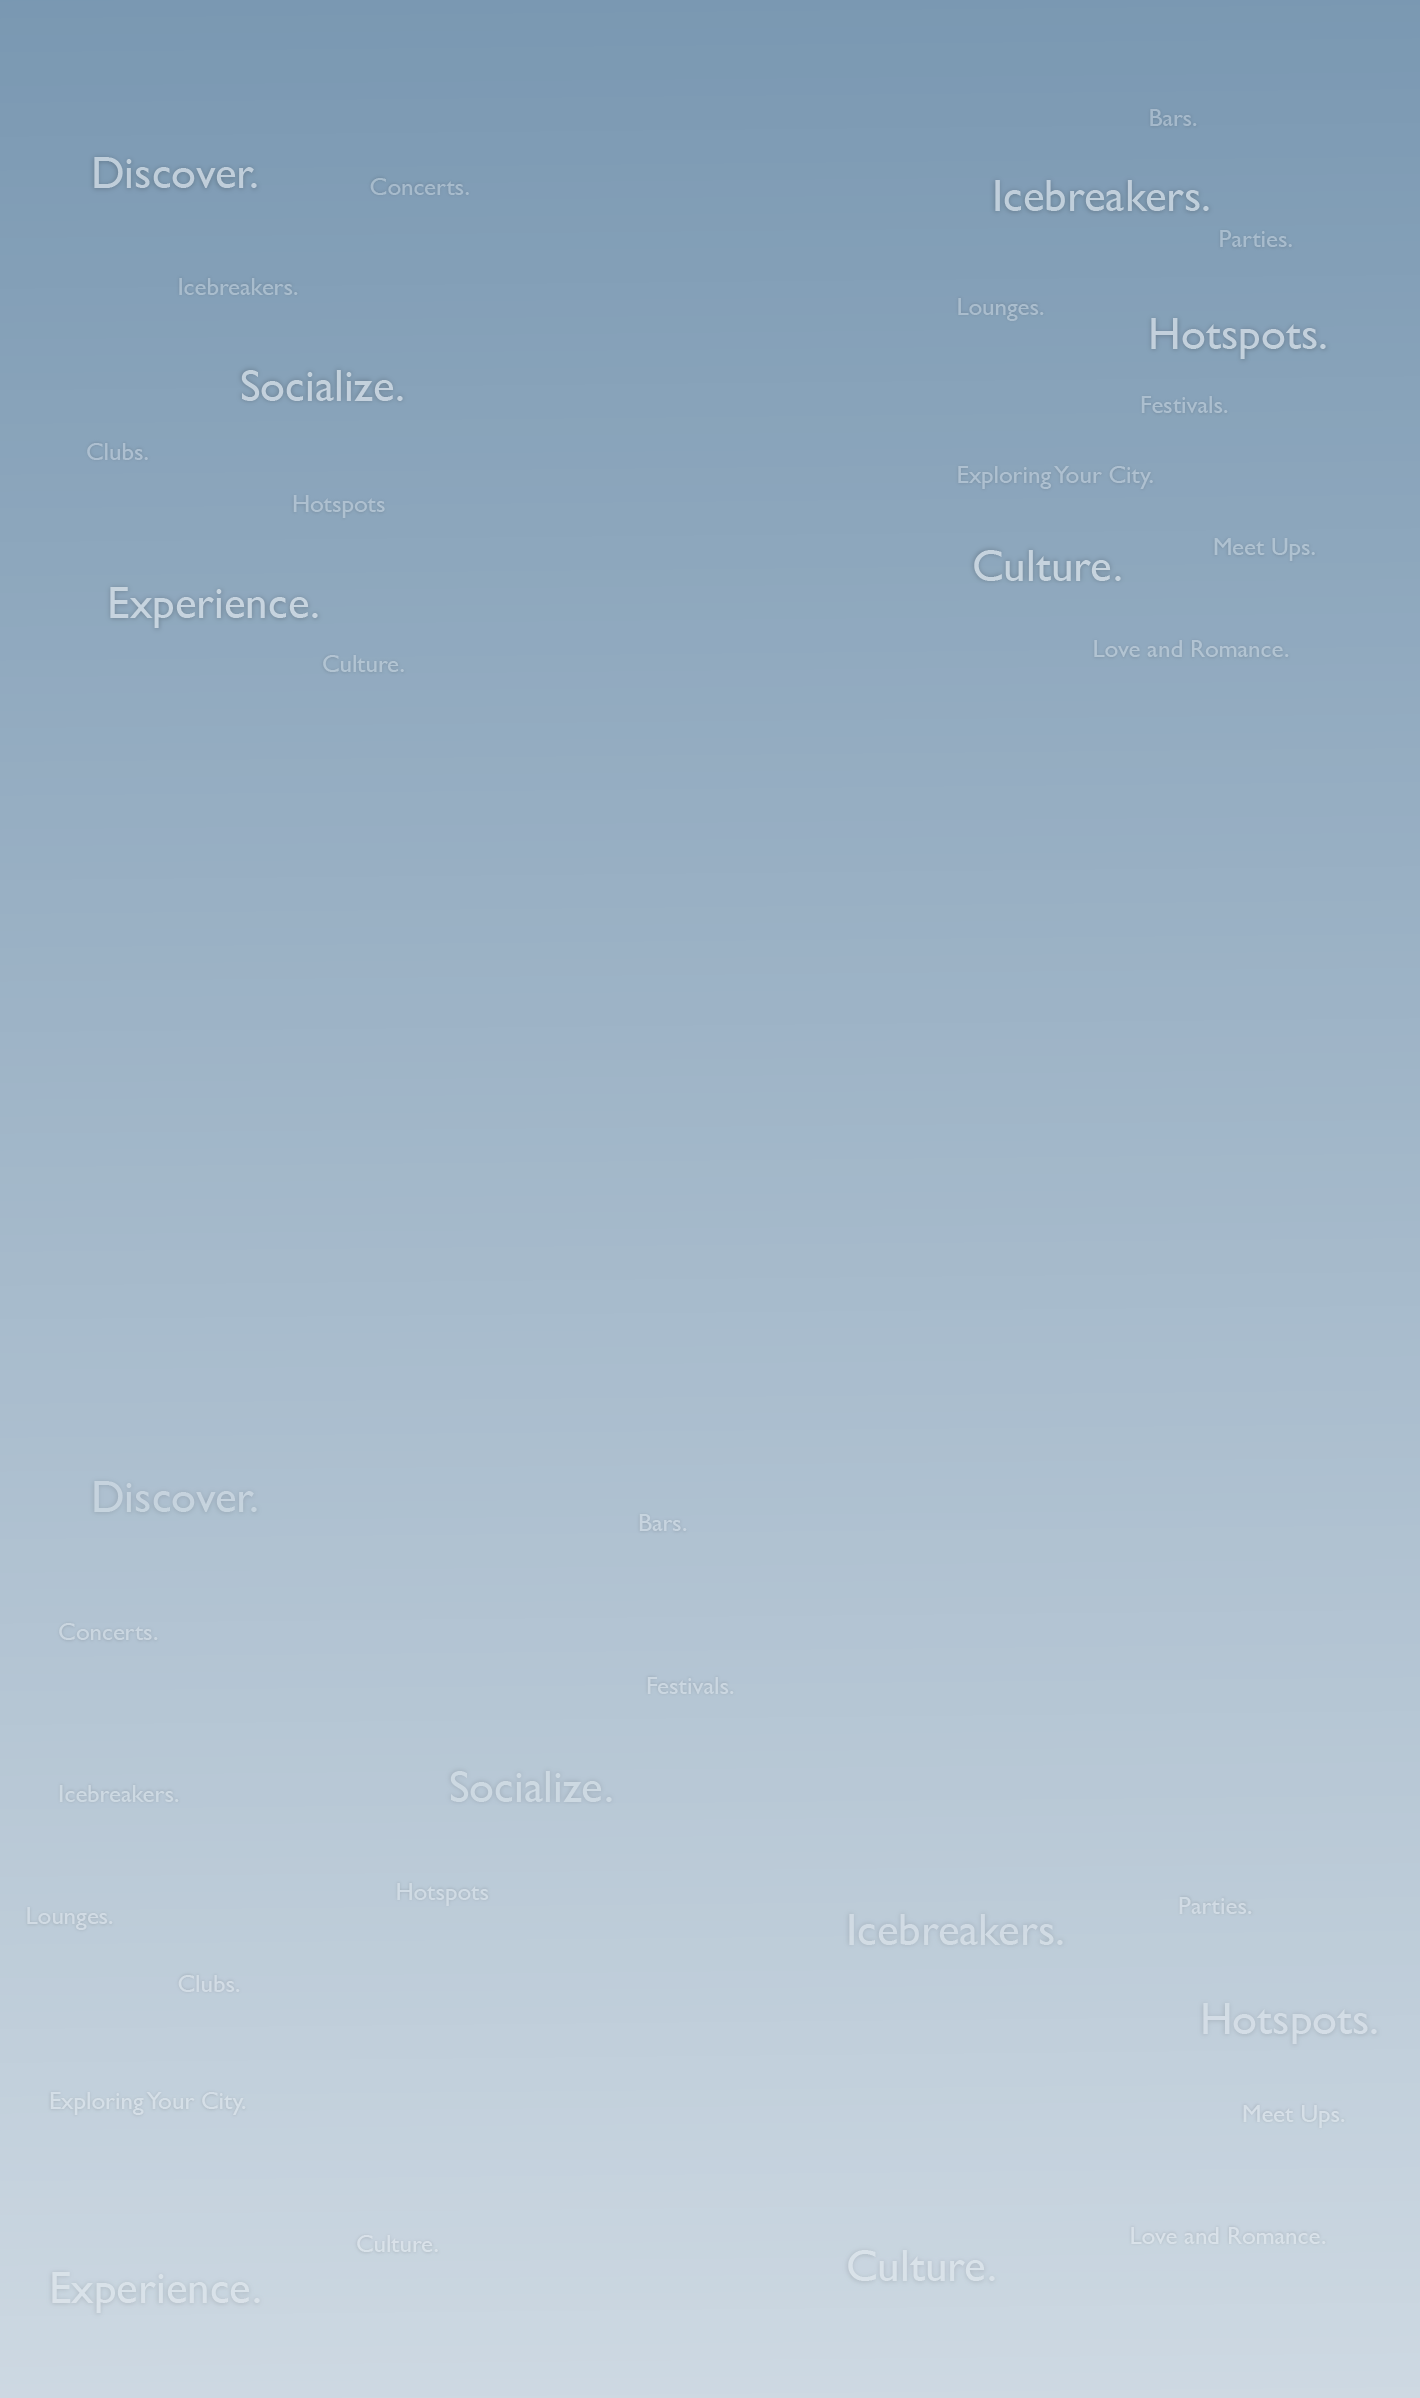 Bars.
Discover.
Concerts.
Icebreakers.
Parties.
Icebreakers.
Lounges.
Hotspots.
Socialize.
Festivals.
Clubs.
Exploring Your City.
Hotspots
Meet Ups.
Culture.
Experience.
Love and Romance.
Culture.
Discover.
Bars.
Concerts.
Festivals.
Icebreakers.
Socialize.
Hotspots
Parties.
Lounges.
Icebreakers.
Clubs.
Hotspots.
Exploring Your City.
Meet Ups.
Love and Romance.
Culture.
Culture.
Experience.